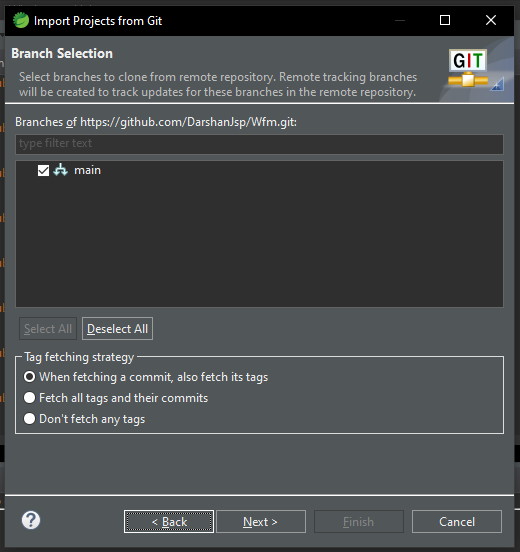 Import Projects from Git
Branch Selection
GIT
Select branches to clone from remote repository. Remote tracking branches
will be created to track updates for these branches in the remote repository.
Branches of https://github.com/DarshanJsp/Wfm.git:
type filter text
main
Select All
Deselect All
Tag fetching strategy
When fetching a commit, also fetch its tags
Fetch all tags and their commits
Don't fetch any tags
?
< Back
Next >
Finish
Cancel